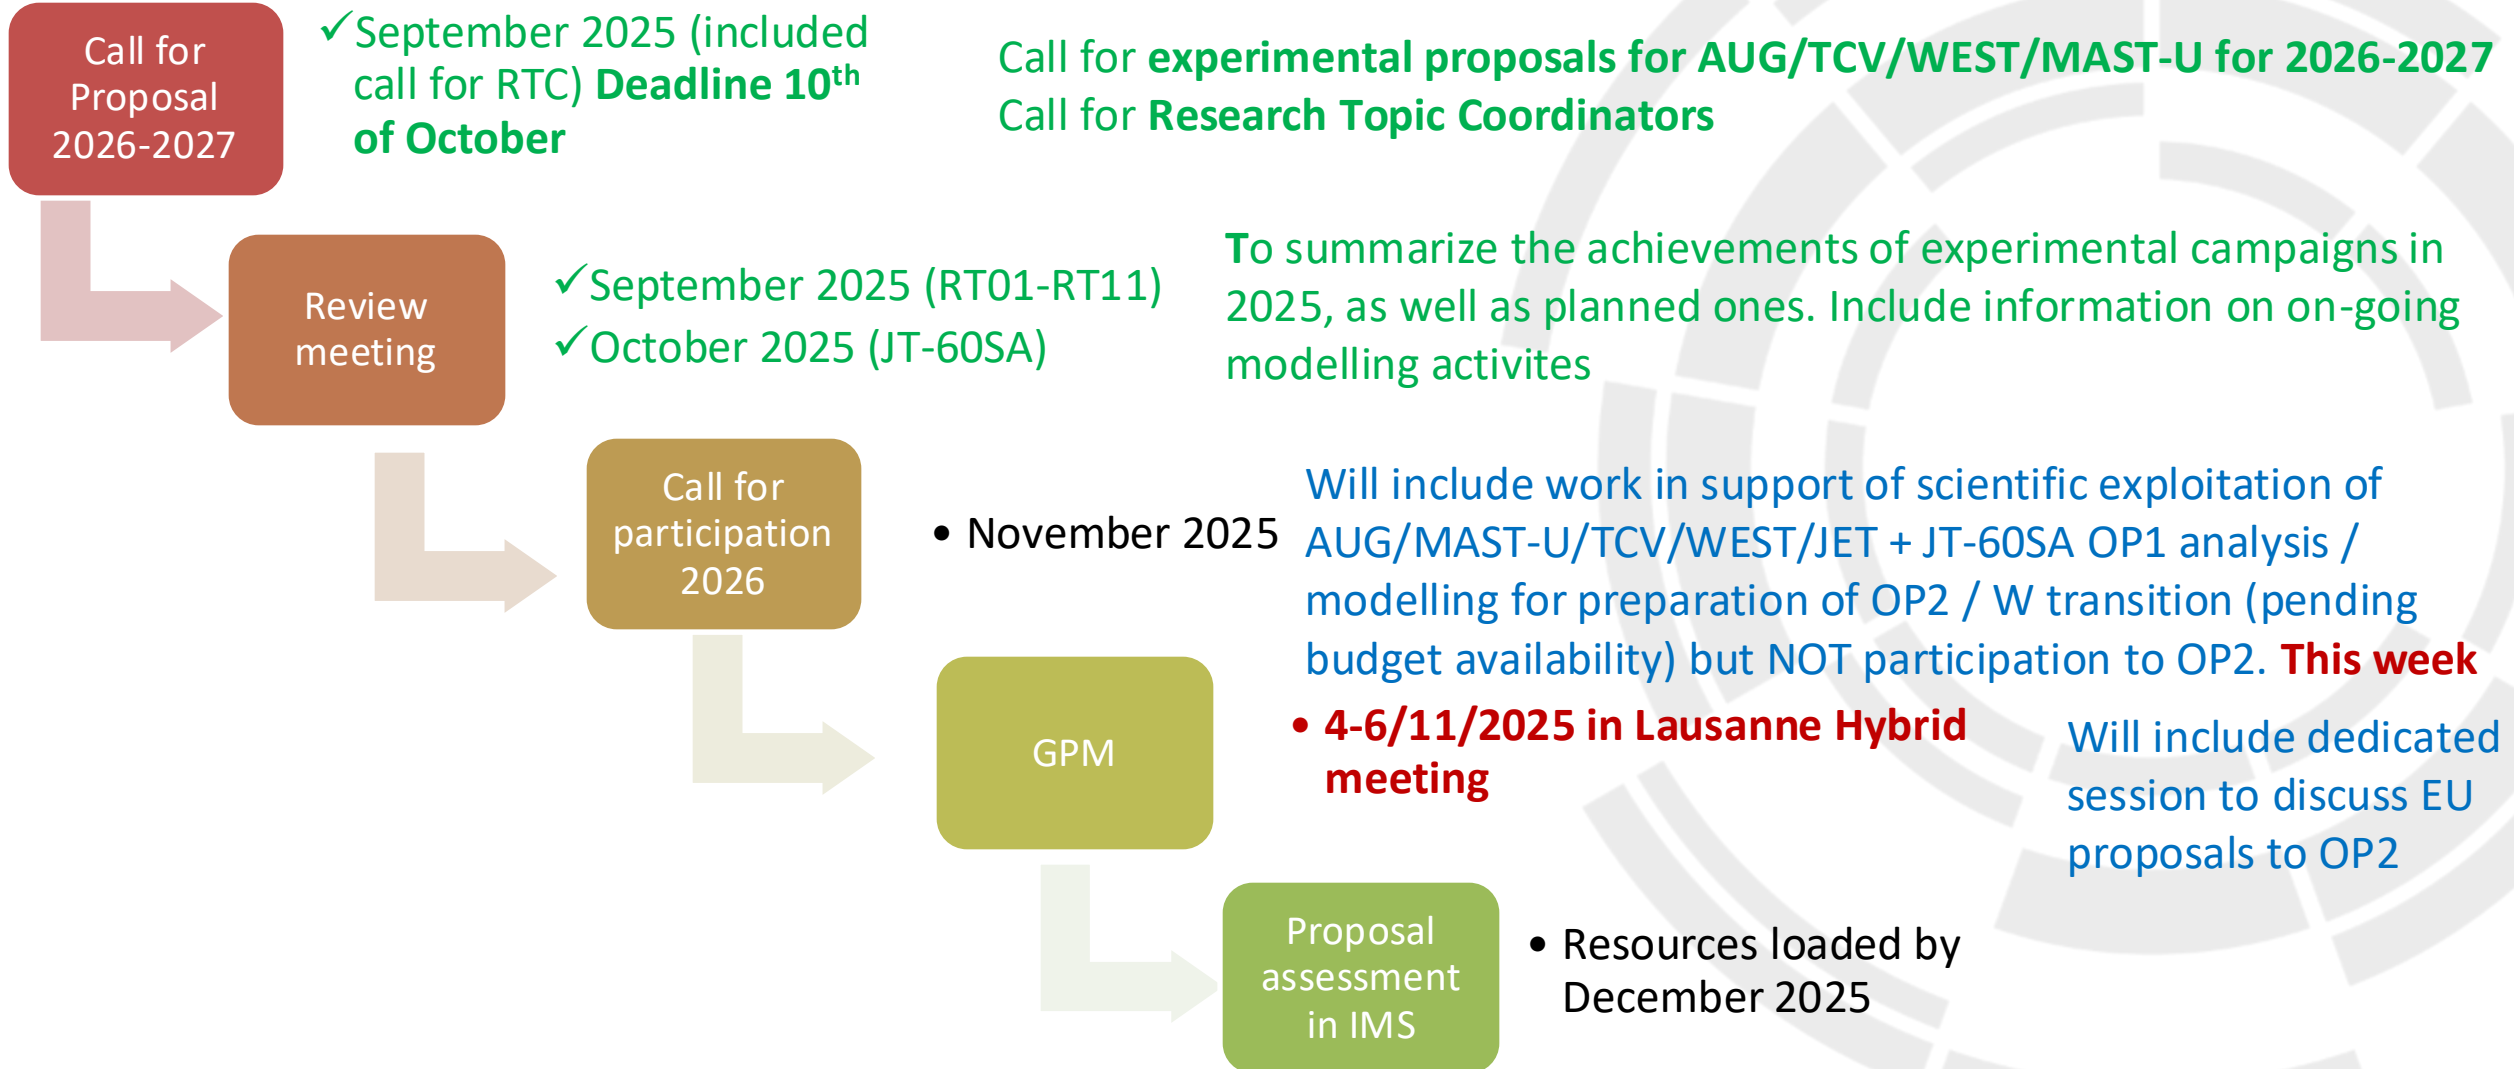 Call for
Proposal
2026-2027
✓September 2025 (included
call for RTC) Deadline 10th
of October
Call for experimental proposals for AUG/TCV/WEST/MAST-U for 2026-2027
Call for Research Topic Coordinators
Review
meeting
✓September 2025 (RT01-RT11)
✓October 2025 (JT-60SA)
To summarize the achievements of experimental campaigns in
2025, as well as planned ones. Include information on on-going
modelling activites
Call for
participation
2026
• November 2025
Will include work in support of scientific exploitation of
AUG/MAST-U/TCV/WEST/JET + JT-60SA OP1 analysis /
modelling for preparation of OP2 / W transition (pending
budget availability) but NOT participation to OP2. This week
GPM
• 4-6/11/2025 in Lausanne Hybrid
meeting
Will include dedicated
session to discuss EU
proposals to OP2
Proposal
assessment
in IMS
• Resources loaded by
December 2025